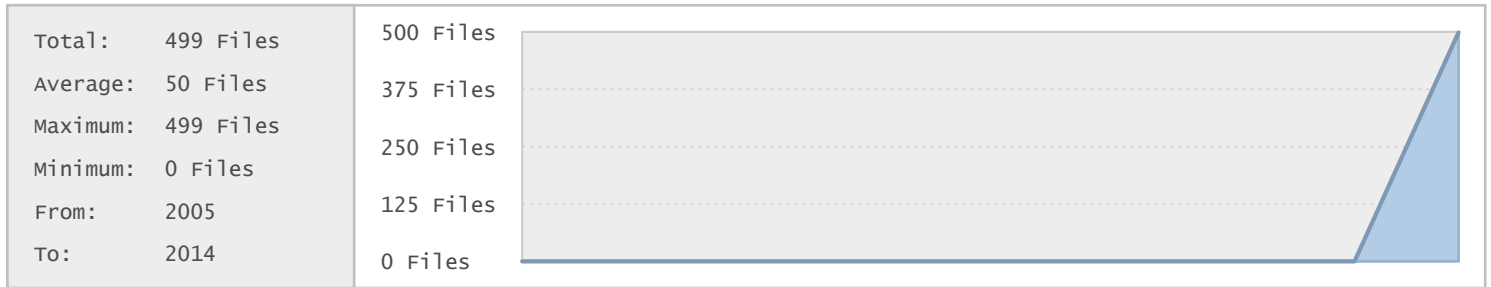 Total: 499 Files
Average: 50 Files
Maximum: 499 Files
Minimum: 0 Files
From: 2005
To: 2014
500 Files
375 Files
250 Files
125 Files
0 Files